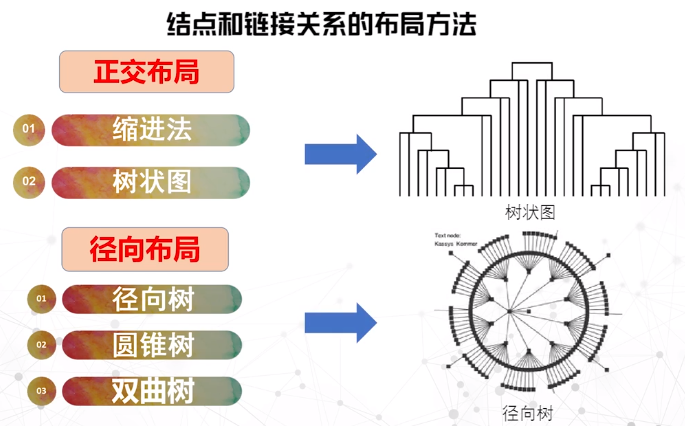 结点和链接关系的布局方法
正交布局
01 缩进法
02 树状图
树状图
径向布局
01 径向树
02 圆锥树
03 双曲树
Text node:
Kassys Kommer
径向树